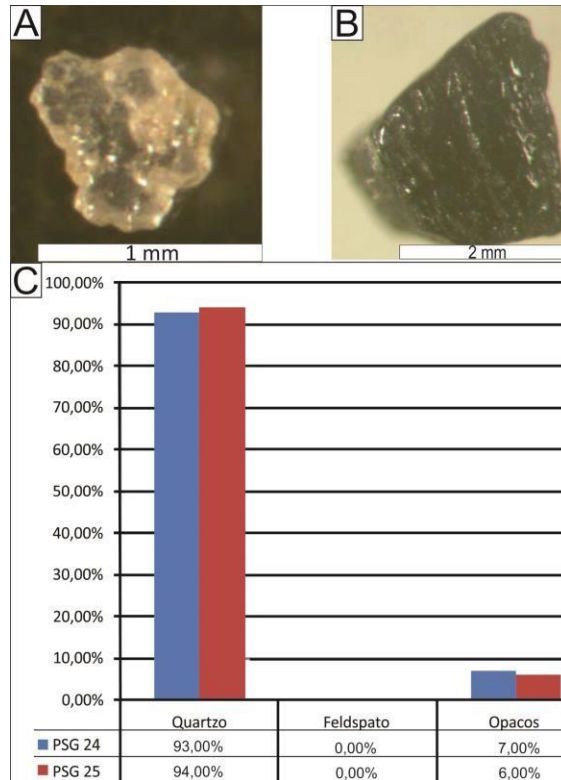 A
B
1 mm
2 mm
C
100,00%
90,00%
80,00%
70,00%
60,00%
50,00%
40,00%
30,00%
20,00%
10,00%
0,00%
Quartzo Feldspato Opacos
PSG 24 93,00% 0,00% 7,00%
PSG 25 94,00% 0,00% 6,00%